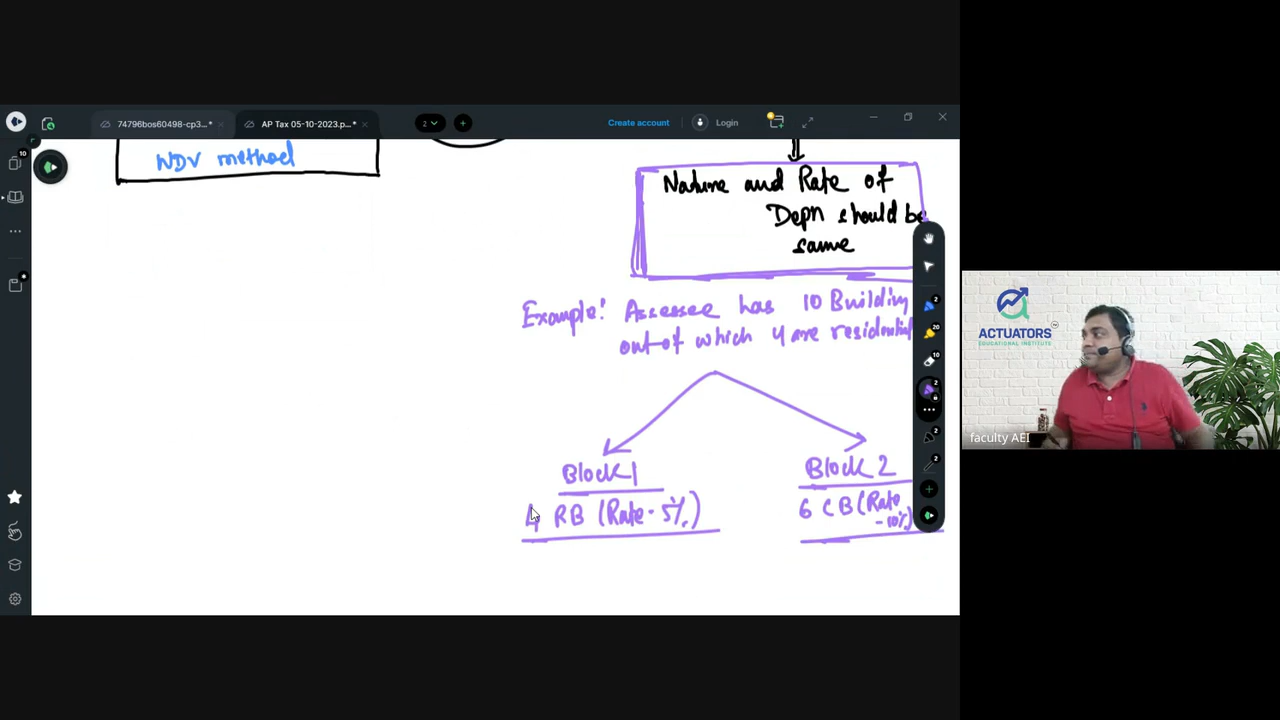 74796bos60498-cp3...*
AP Tax 05-10-2023.p...*
2
Create account
Login
WDV method
Nature and Rate of
Depn should be
same
Example: Assessee has 10 Building
out of which 4 are residential
Block 1
4 RB (Rate - 5%)
Block 2
6 CB (Rate
- 10%)
ACTUATORS
EDUCATIONAL INSTITUTE
faculty AEI